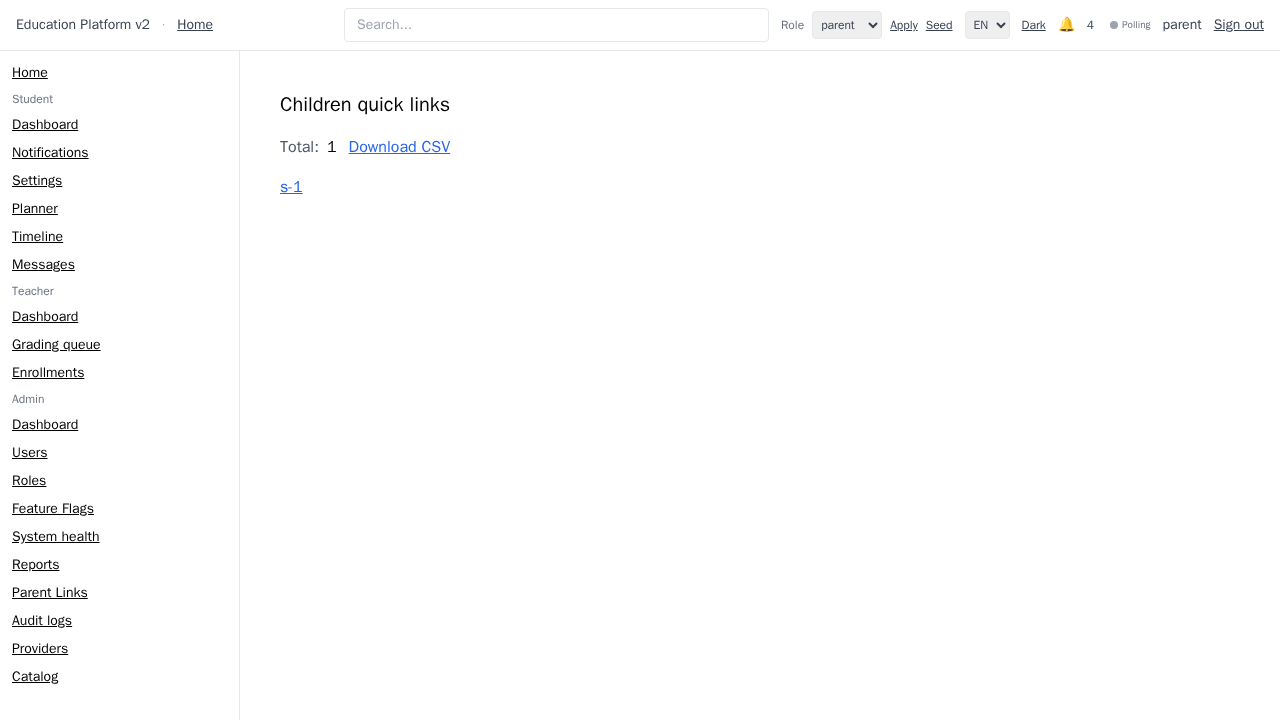 Education Platform v2 · Home Search... Role parent Apply Seed EN Dark 🔔 4 Polling parent Sign out
Home
Student
Dashboard
Notifications
Settings
Planner
Timeline
Messages
Teacher
Dashboard
Grading queue
Enrollments
Admin
Dashboard
Users
Roles
Feature Flags
System health
Reports
Parent Links
Audit logs
Providers
Catalog
Children quick links
Total: 1 Download CSV
s-1